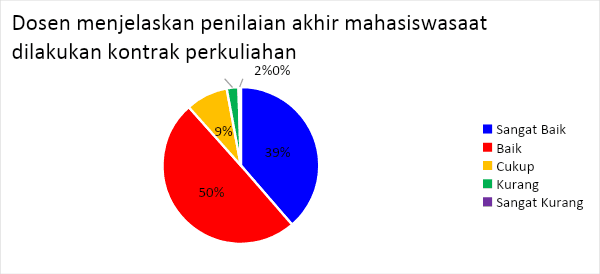 Dosen menjelaskan penilaian akhir mahasiswasaat
dilakukan kontrak perkuliahan
2%0%
9%
39%
50%
Sangat Baik
Baik
Cukup
Kurang
Sangat Kurang